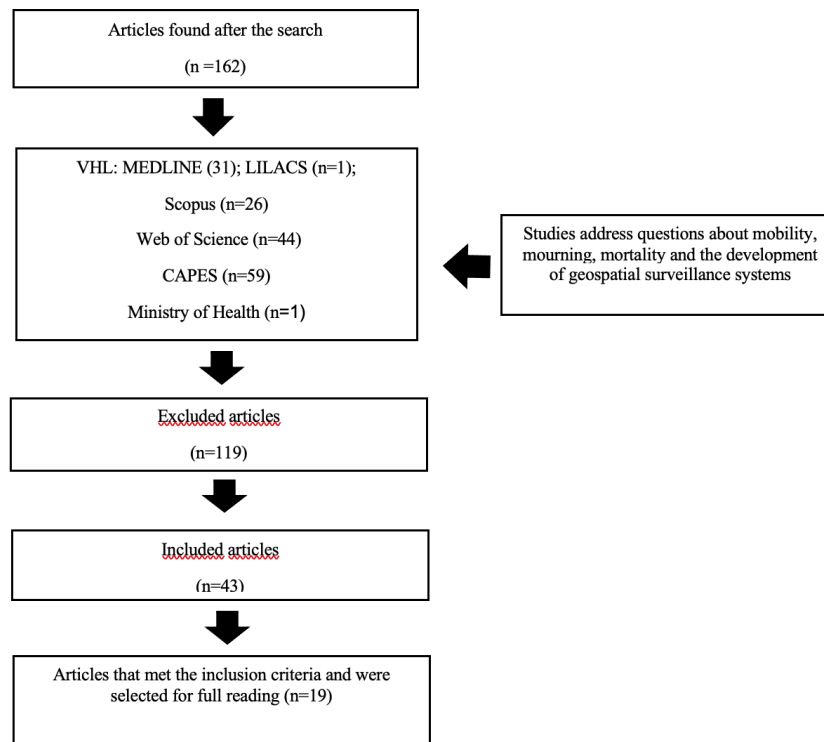 Articles found after the search
(n =162)
VHL: MEDLINE (31); LILACS (n=1);
Scopus (n=26)
Web of Science (n=44)
CAPES (n=59)
Ministry of Health (n=1)
Studies address questions about mobility,
mourning, mortality and the development
of geospatial surveillance systems
Excluded articles
(n=119)
Included articles
(n=43)
Articles that met the inclusion criteria and were
selected for full reading (n=19)